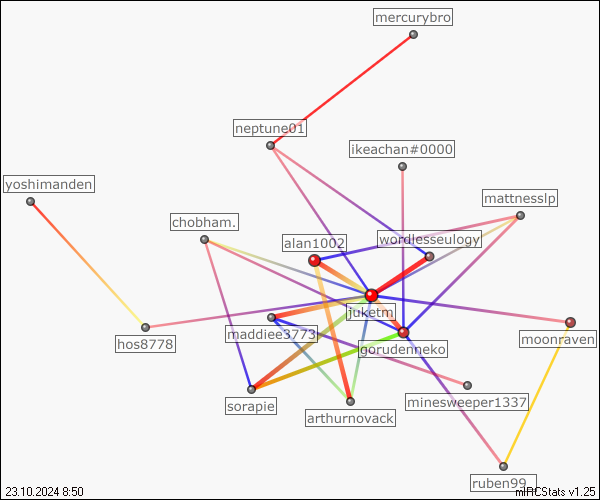 mercurybro
neptune01
ikeachan#0000
yoshimanden
mattnesslp
chobham.
alan1002
wordlesseulogy
juketm
maddiee3773
gorudenneko
moonraven
hos8778
minesweeper1337
sorapie
arthurnovack
ruben99_
23.10.2024 8:50
mIRCStats v1.25